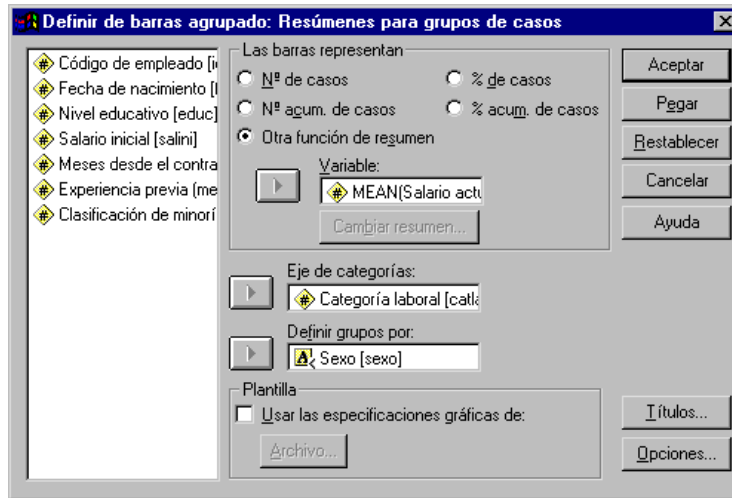 Definir de barras agrupado: Resúmenes para grupos de casos
Código de empleado [i
Fecha de nacimiento [
Nivel educativo [educ]
Salario inicial [salini]
Meses desde el contra
Experiencia previa (me
Clasificación de minorí
Las barras representan
Nº de casos
% de casos
Nº acum. de casos
% acum. de casos
Otra función de resumen
Variable:
MEAN(Salario actu
Cambiar resumen...
Eje de categorías:
Categoría laboral [catla
Definir grupos por:
Sexo [sexo]
Plantilla
Usar las especificaciones gráficas de:
Archivo...
Aceptar
Pegar
Restablecer
Cancelar
Ayuda
Títulos...
Opciones...